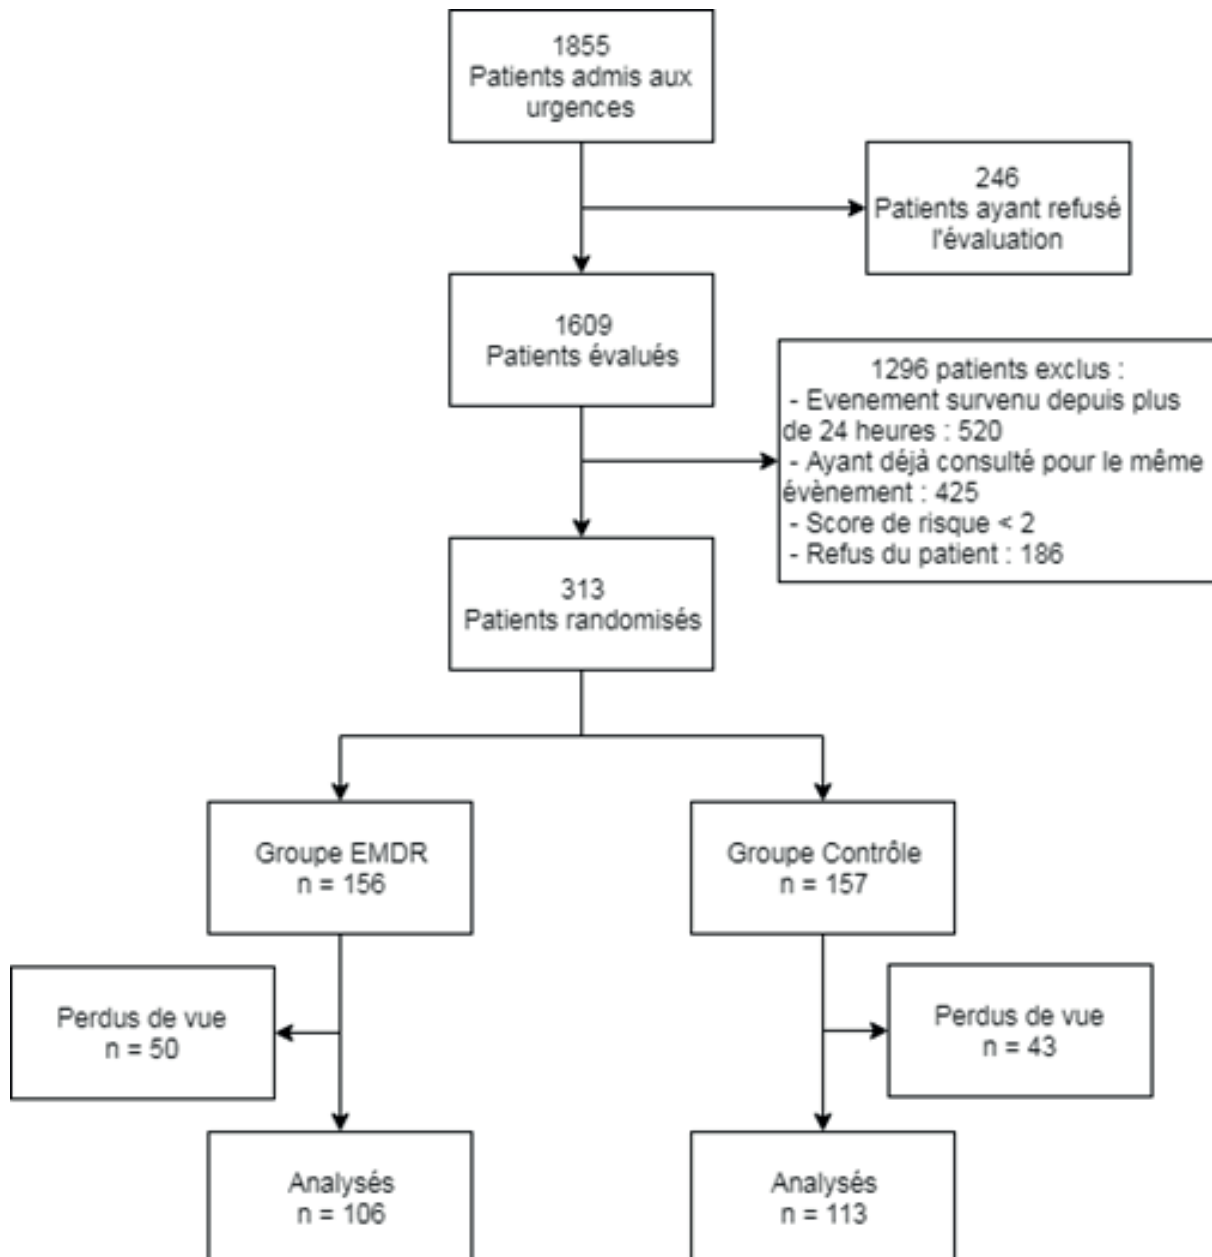 1855
Patients admis aux
urgences
246
Patients ayant refusé
l'évaluation
1609
Patients évalués
1296 patients exclus :
- Evenement survenu depuis plus
de 24 heures : 520
- Ayant déjà consulté pour le même
évènement : 425
- Score de risque < 2
- Refus du patient : 186
313
Patients randomisés
Groupe EMDR
n = 156
Groupe Contrôle
n = 157
Perdus de vue
n = 50
Perdus de vue
n = 43
Analysés
n = 106
Analysés
n = 113